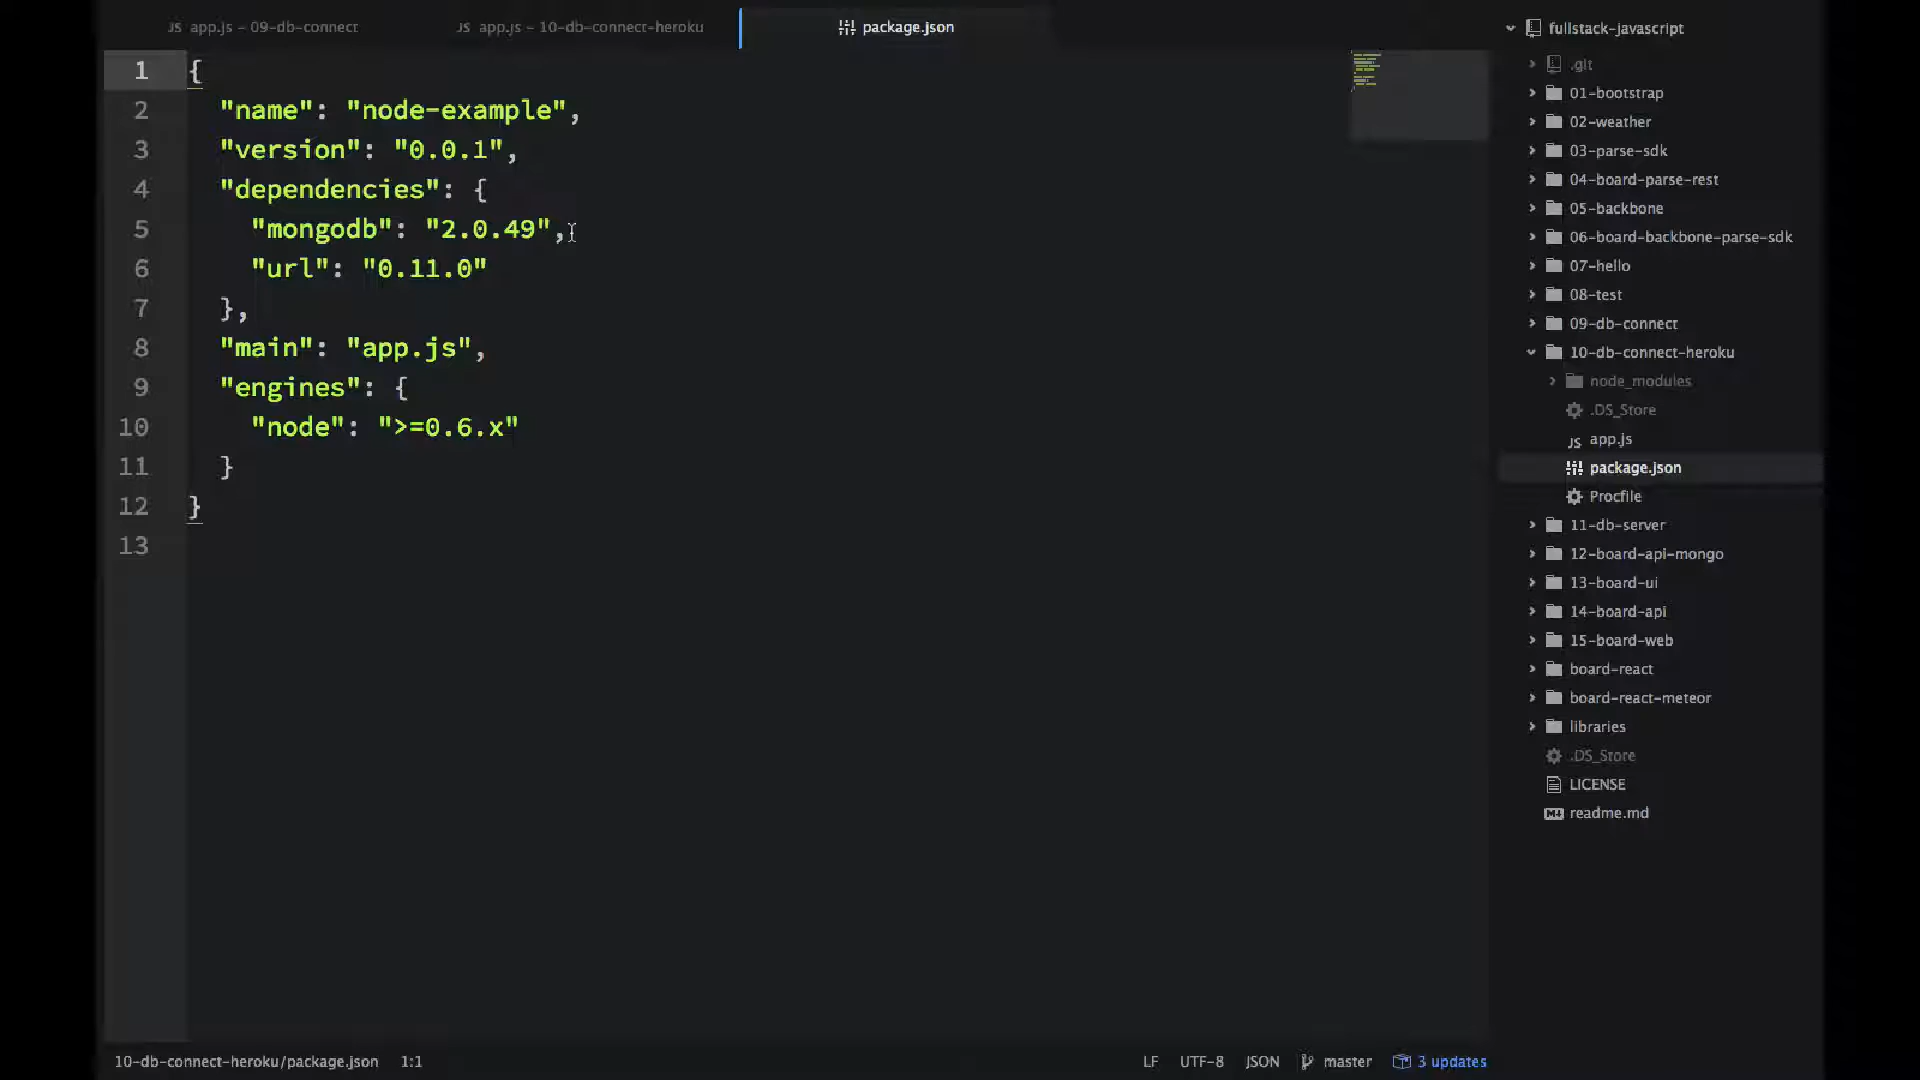 JS app.js – 09-db-connect
JS app.js – 10-db-connect-heroku
package.json
1 {
2 "name": "node-example",
3 "version": "0.0.1",
4 "dependencies": {
5 "mongodb": "2.0.49",
6 "url": "0.11.0"
7 },
8 "main": "app.js",
9 "engines": {
10 "node": ">=0.6.x"
11 }
12 }
13
fullstack-javascript
.git
01-bootstrap
02-weather
03-parse-sdk
04-board-parse-rest
05-backbone
06-board-backbone-parse-sdk
07-hello
08-test
09-db-connect
10-db-connect-heroku
node_modules
.DS_Store
JS app.js
package.json
Procfile
11-db-server
12-board-api-mongo
13-board-ui
14-board-api
15-board-web
board-react
board-react-meteor
libraries
.DS_Store
LICENSE
readme.md
10-db-connect-heroku/package.json 1:1
LF UTF-8 JSON master 3 updates